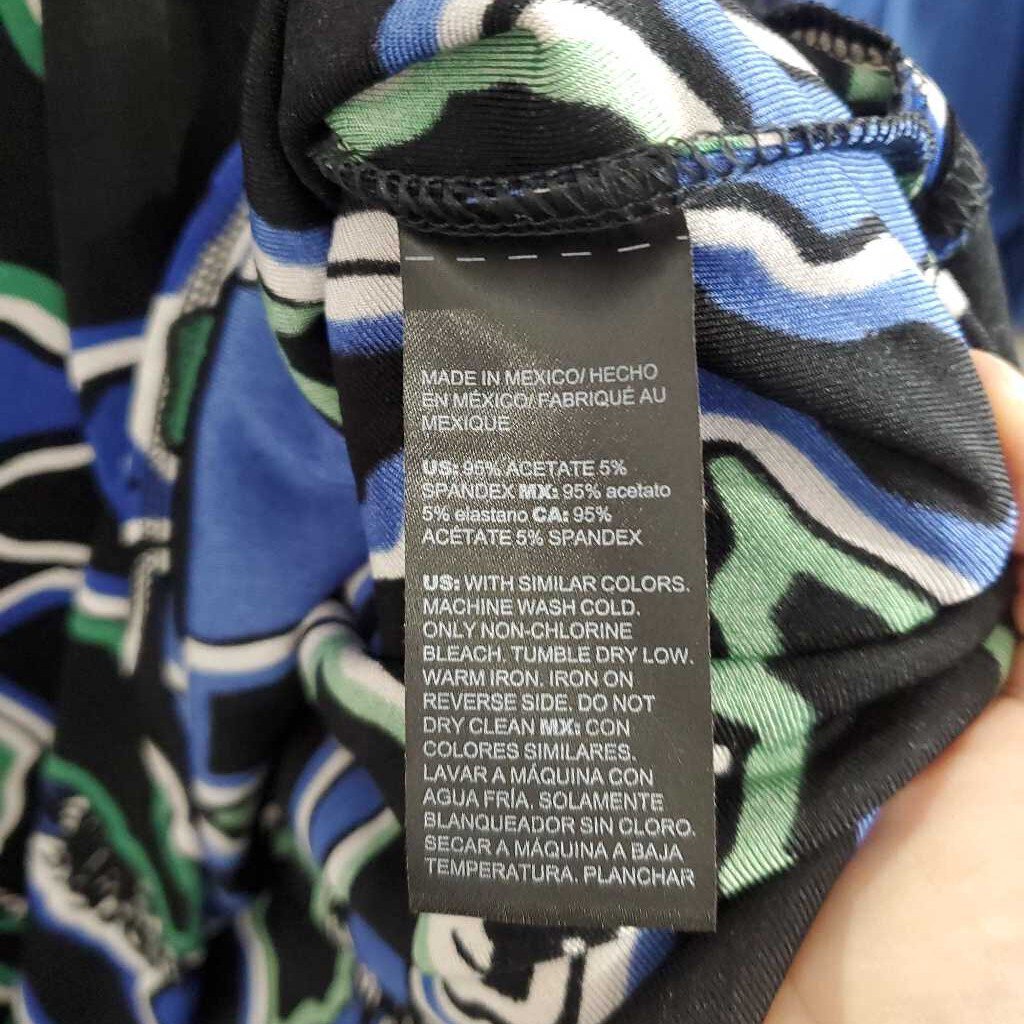 MADE IN MEXICO/ HECHO
EN MÉXICO/ FABRIQUÉ AU
MEXIQUE
US: 95% ACETATE 5%
SPANDEX MX: 95% acetato
5% elastano CA: 95%
ACÉTATE 5% SPANDEX
US: WITH SIMILAR COLORS.
MACHINE WASH COLD.
ONLY NON-CHLORINE
BLEACH. TUMBLE DRY LOW.
WARM IRON. IRON ON
REVERSE SIDE. DO NOT
DRY CLEAN MX: CON
COLORES SIMILARES.
LAVAR A MÁQUINA CON
AGUA FRÍA. SOLAMENTE
BLANQUEADOR SIN CLORO.
SECAR A MÁQUINA A BAJA
TEMPERATURA. PLANCHAR